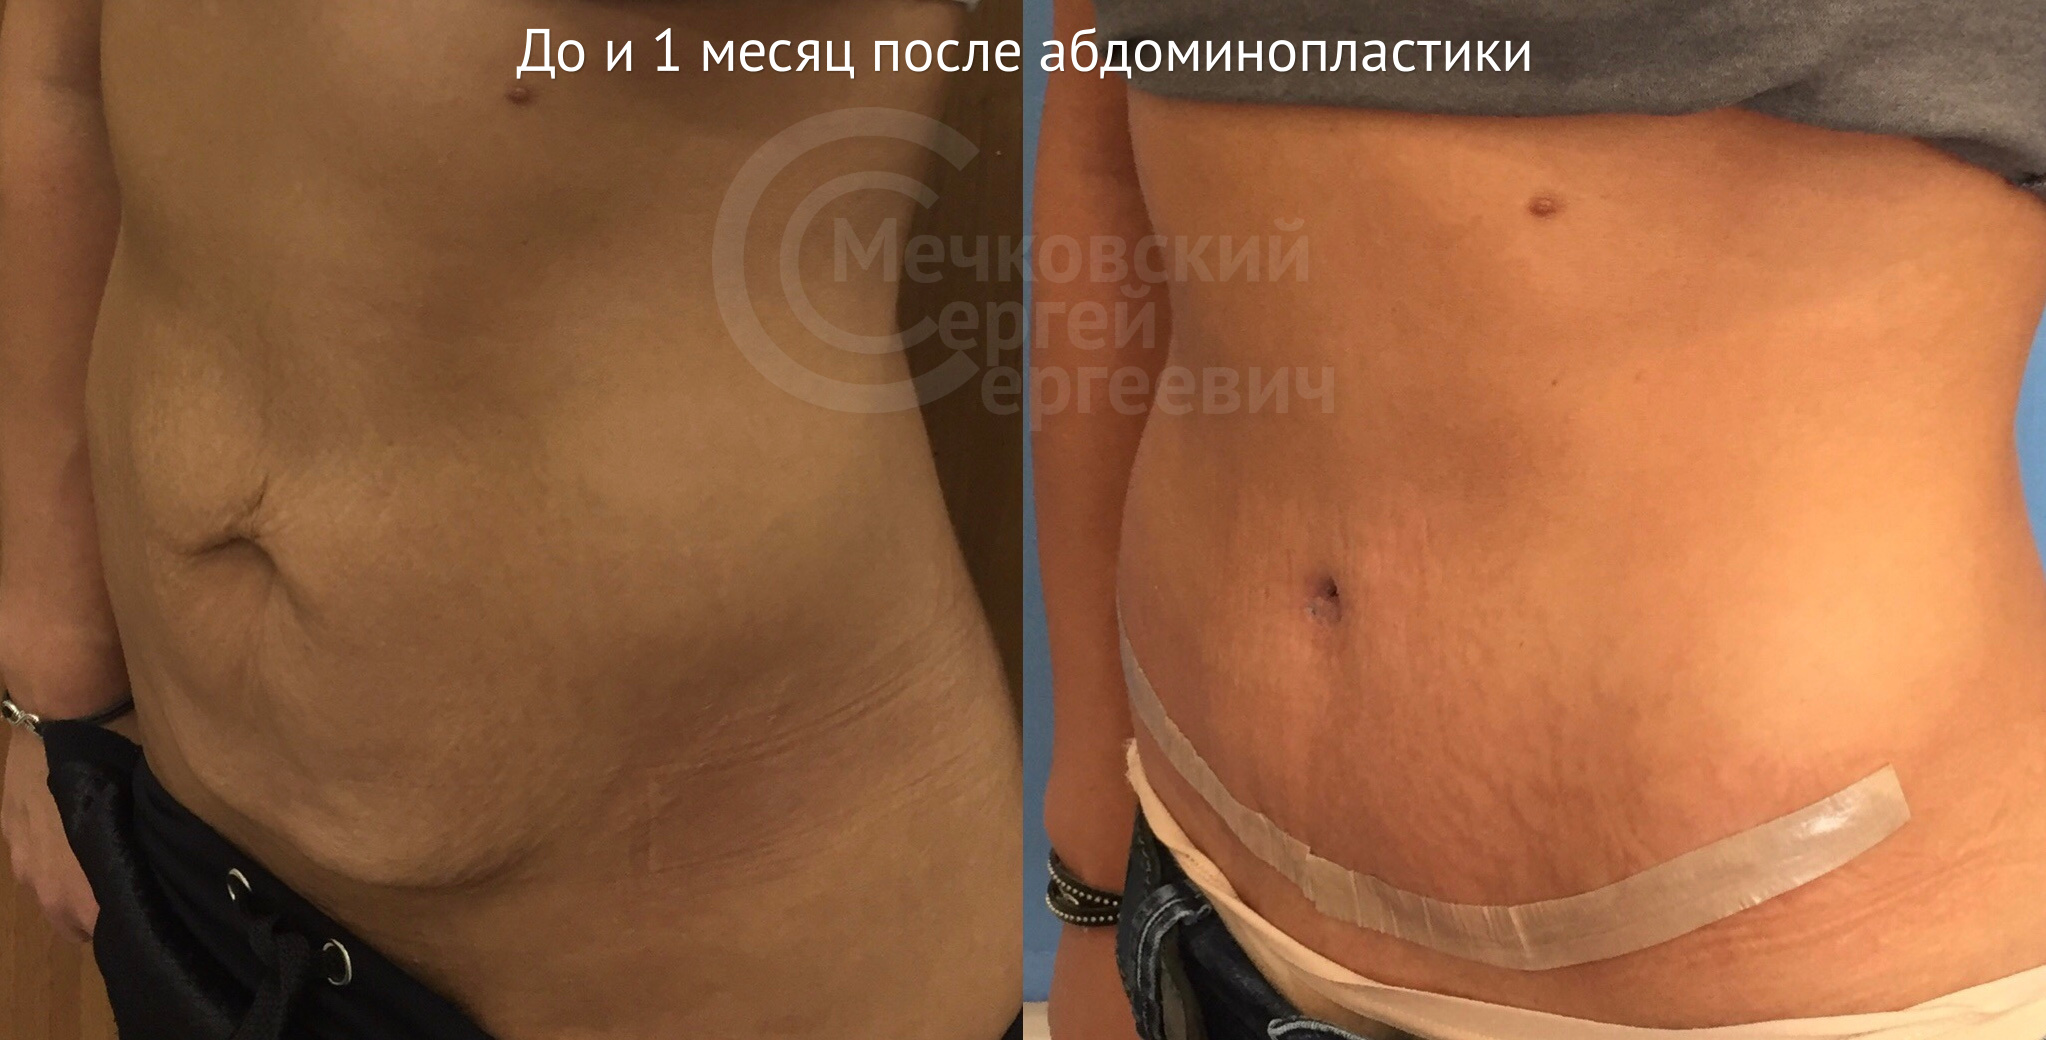 До и 1 месяц после абдоминопластики
Мечковский
Сергей
Сергеевич